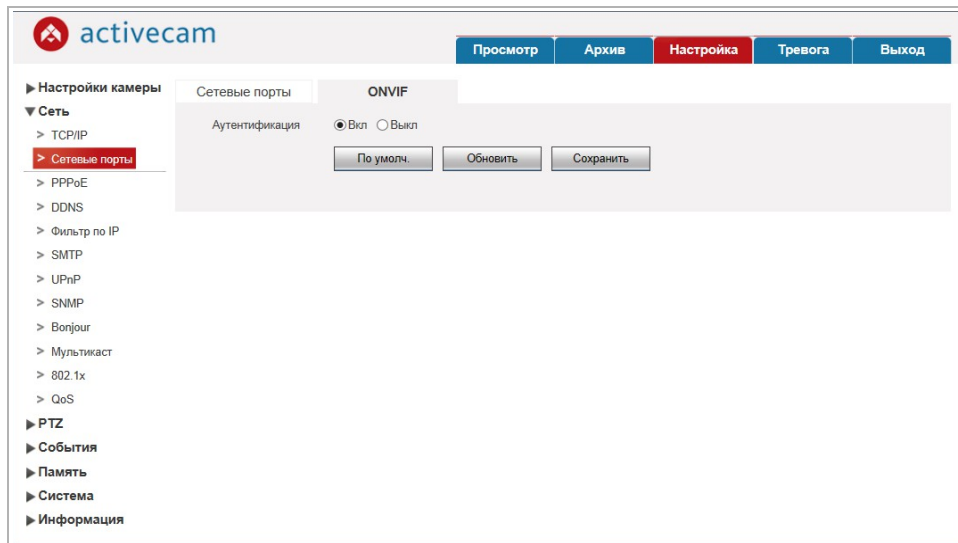 activecam
Просмотр Архив Настройка Тревога Выход
Настройки камеры
Сеть
> TCP/IP
> Сетевые порты
> PPPoE
> DDNS
> Фильтр по IP
> SMTP
> UPnP
> SNMP
> Bonjour
> Мультикаст
> 802.1x
> QoS
PTZ
События
Память
Система
Информация
Сетевые порты ONVIF
Аутентификация Вкл Выкл
По умолч. Обновить Сохранить